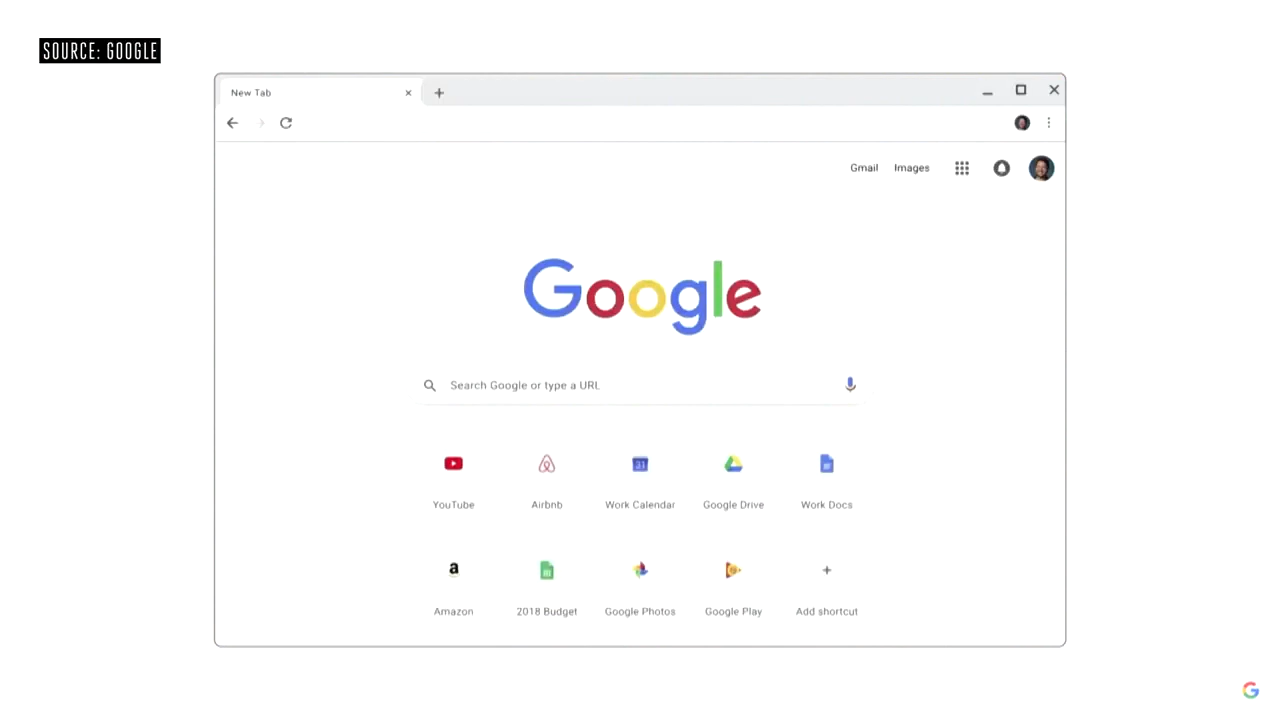 SOURCE: GOOGLE
New Tab
Gmail Images
Google
Search Google or type a URL
31
YouTube Airbnb Work Calendar Google Drive Work Docs
a
Amazon 2018 Budget Google Photos Google Play Add shortcut
G